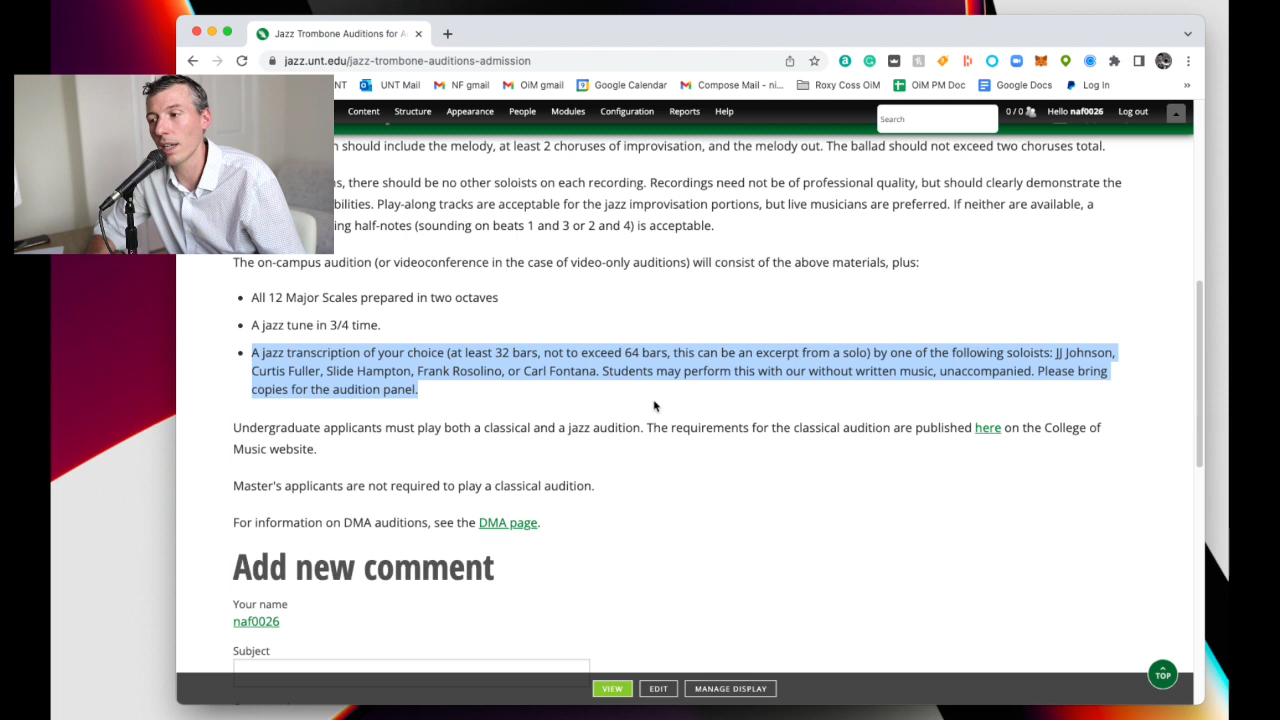 Jazz Trombone Auditions for A
jazz.unt.edu/jazz-trombone-auditions-admission
NT
UNT Mail
NF gmail
OiM gmail
Google Calendar
Compose Mail - ni...
Roxy Coss OiM
OiM PM Doc
Google Docs
Log In
»
Content
Structure
Appearance
People
Modules
Configuration
Reports
Help
Search
0 / 0
Hello naf0026
Log out
should include the melody, at least 2 choruses of improvisation, and the melody out. The ballad should not exceed two choruses total.
s, there should be no other soloists on each recording. Recordings need not be of professional quality, but should clearly demonstrate the
bilities. Play-along tracks are acceptable for the jazz improvisation portions, but live musicians are preferred. If neither are available, a
ing half-notes (sounding on beats 1 and 3 or 2 and 4) is acceptable.
The on-campus audition (or videoconference in the case of video-only auditions) will consist of the above materials, plus:
• All 12 Major Scales prepared in two octaves
• A jazz tune in 3/4 time.
• A jazz transcription of your choice (at least 32 bars, not to exceed 64 bars, this can be an excerpt from a solo) by one of the following soloists: JJ Johnson,
Curtis Fuller, Slide Hampton, Frank Rosolino, or Carl Fontana. Students may perform this with our without written music, unaccompanied. Please bring
copies for the audition panel.
Undergraduate applicants must play both a classical and a jazz audition. The requirements for the classical audition are published here on the College of
Music website.
Master's applicants are not required to play a classical audition.
For information on DMA auditions, see the DMA page.
Add new comment
Your name
naf0026
Subject
VIEW
EDIT
MANAGE DISPLAY
TOP